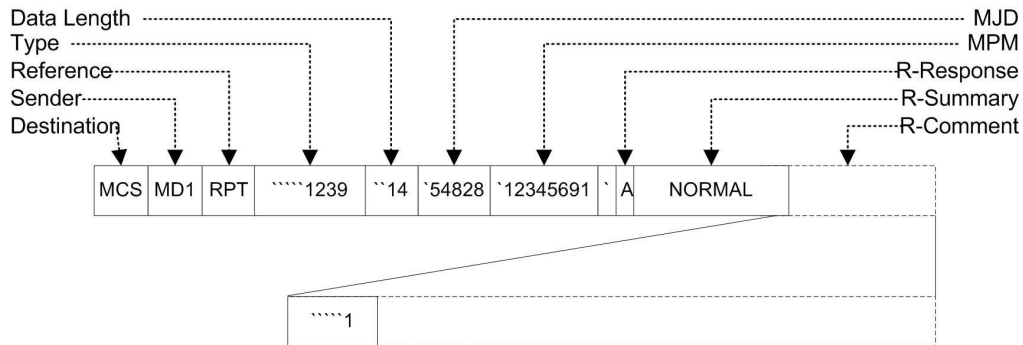 Data Length MJD
Type MPM
Reference R-Response
Sender R-Summary
Destination R-Comment
MCS MD1 RPT `````1239 ``14 `54828 `12345691 ` A NORMAL
`````1